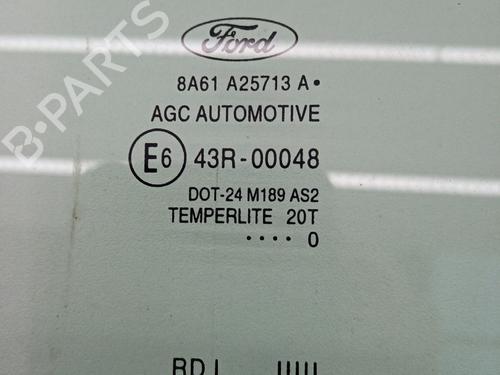 Ford
8A61 A25713 A•
AGC AUTOMOTIVE
E6 43R-00048
DOT-24 M189 AS2
TEMPERLITE 20T
•••• 0
B-PARTS